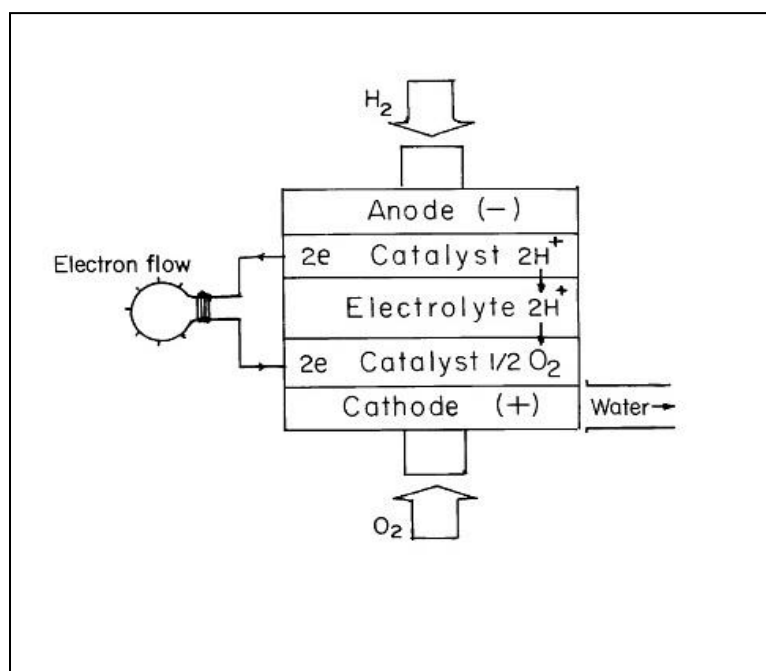 H₂
Anode (−)
2e Catalyst 2H⁺
Electron flow
Electrolyte 2H⁺
2e Catalyst 1/2 O₂
Cathode (+)
Water
O₂